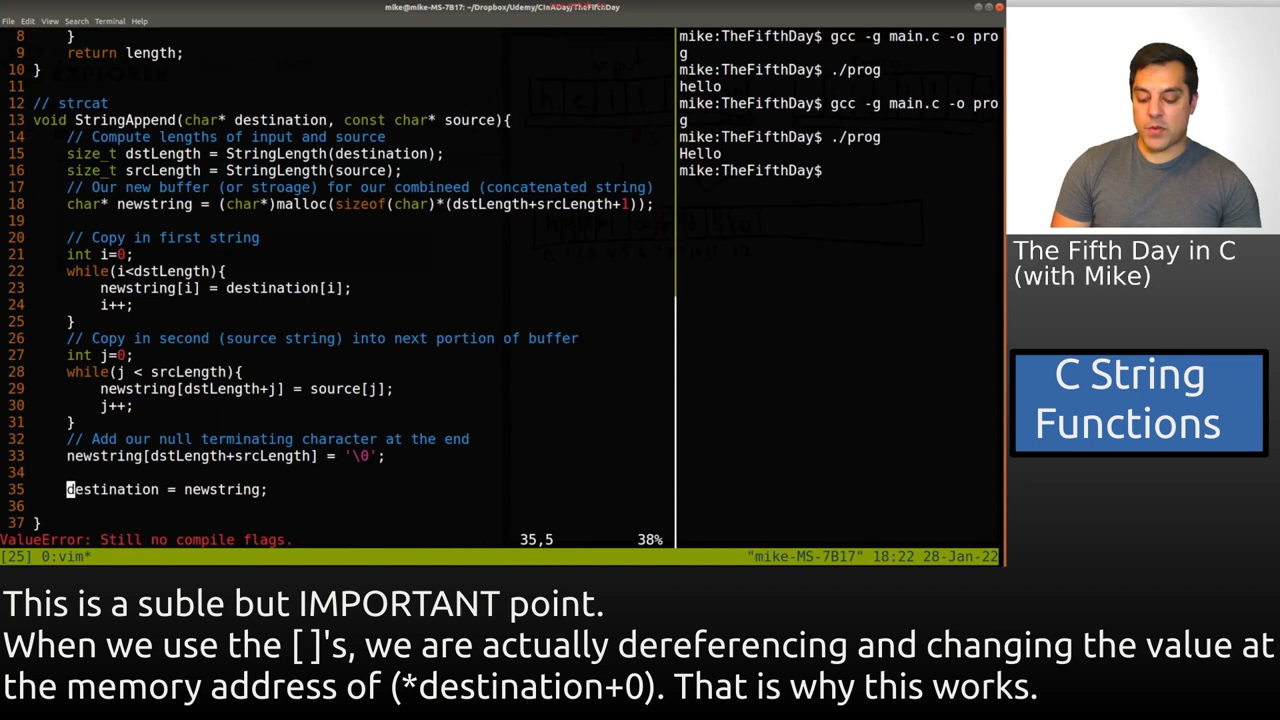 mike@mike-MS-7B17: ~/Dropbox/Udemy/CInADay/TheFifthDay
File Edit View Search Terminal Help
8 }
9 return length;
10 }
11
12 // strcat
13 void StringAppend(char* destination, const char* source){
14 // Compute lengths of input and source
15 size_t dstLength = StringLength(destination);
16 size_t srcLength = StringLength(source);
17 // Our new buffer (or stroage) for our combineed (concatenated string)
18 char* newstring = (char*)malloc(sizeof(char)*(dstLength+srcLength+1));
19
20 // Copy in first string
21 int i=0;
22 while(i<dstLength){
23 newstring[i] = destination[i];
24 i++;
25 }
26 // Copy in second (source string) into next portion of buffer
27 int j=0;
28 while(j < srcLength){
29 newstring[dstLength+j] = source[j];
30 j++;
31 }
32 // Add our null terminating character at the end
33 newstring[dstLength+srcLength] = '\0';
34
35 destination = newstring;
36
37 }
ValueError: Still no compile flags. 35,5 38%
[25] 0:vim* "mike-MS-7B17" 18:22 28-Jan-22
mike:TheFifthDay$ gcc -g main.c -o pro
g
mike:TheFifthDay$ ./prog
hello
mike:TheFifthDay$ gcc -g main.c -o pro
g
mike:TheFifthDay$ ./prog
Hello
mike:TheFifthDay$
The Fifth Day in C
(with Mike)
C String
Functions
This is a suble but IMPORTANT point.
When we use the [ ]'s, we are actually dereferencing and changing the value at
the memory address of (*destination+0). That is why this works.